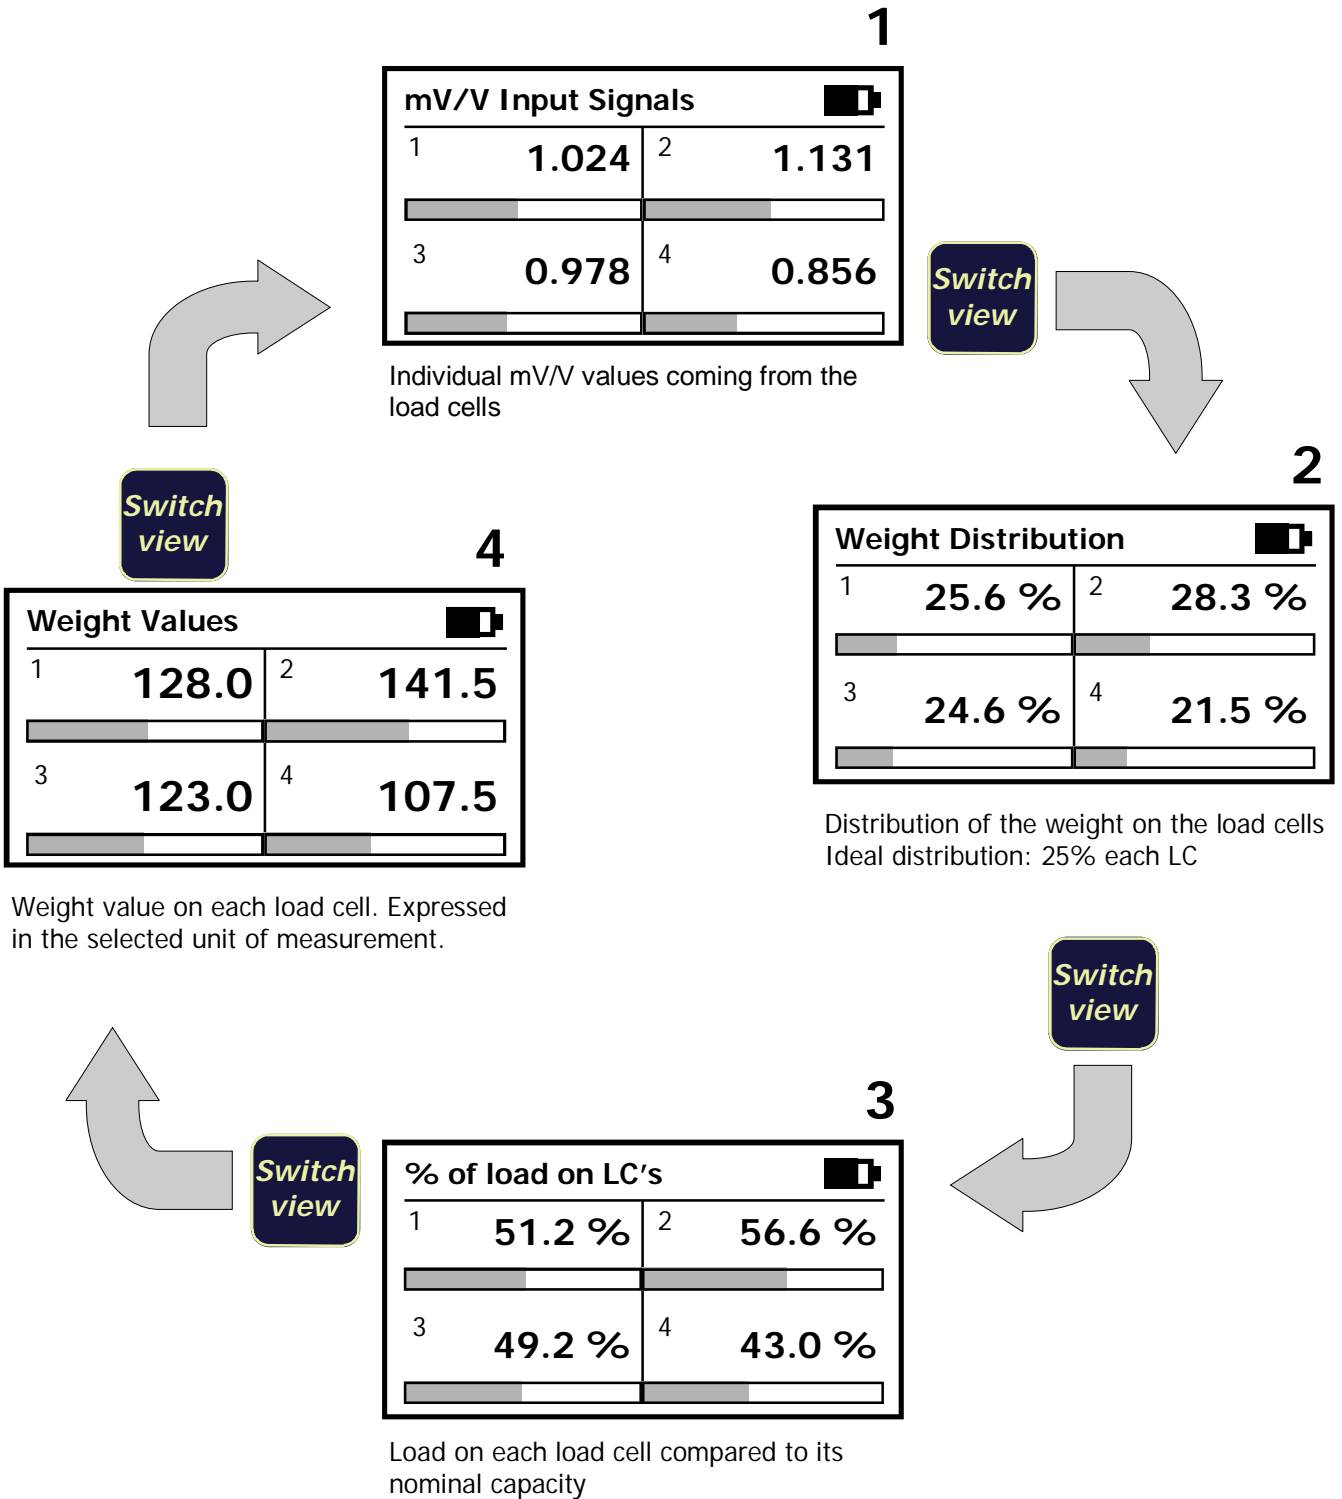 1
mV/V Input Signals
1 1.024 2 1.131
3 0.978 4 0.856
Individual mV/V values coming from the
load cells
Switch
view
2
Weight Distribution
1 25.6 % 2 28.3 %
3 24.6 % 4 21.5 %
Distribution of the weight on the load cells
Ideal distribution: 25% each LC
Switch
view
3
% of load on LC's
1 51.2 % 2 56.6 %
3 49.2 % 4 43.0 %
Load on each load cell compared to its
nominal capacity
Switch
view
4
Weight Values
1 128.0 2 141.5
3 123.0 4 107.5
Weight value on each load cell. Expressed
in the selected unit of measurement.
Switch
view